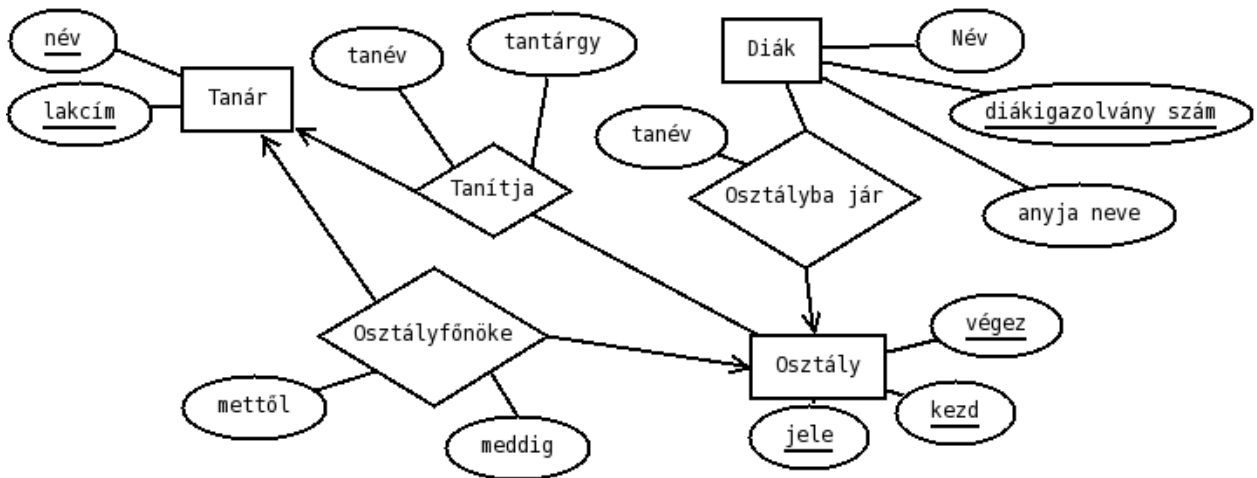 név
lakcím
Tanár
tanév
tantárgy
Tanítja
Diák
Név
diákigazolvány szám
anyja neve
tanév
Osztályba jár
Osztályfőnöke
mettől
meddig
Osztály
végez
kezd
jele